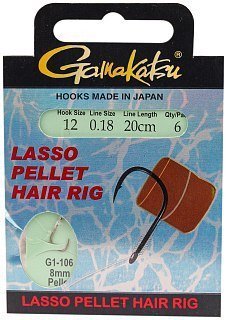 Gamakatsu
HOOKS MADE IN JAPAN
Hook Size Line Size Line Length Qty/Pa.
12 0.18 20cm 6
LASSO
PELLET
HAIR RIG
G1-106
8mm
LASSO PELLET HAIR RIG